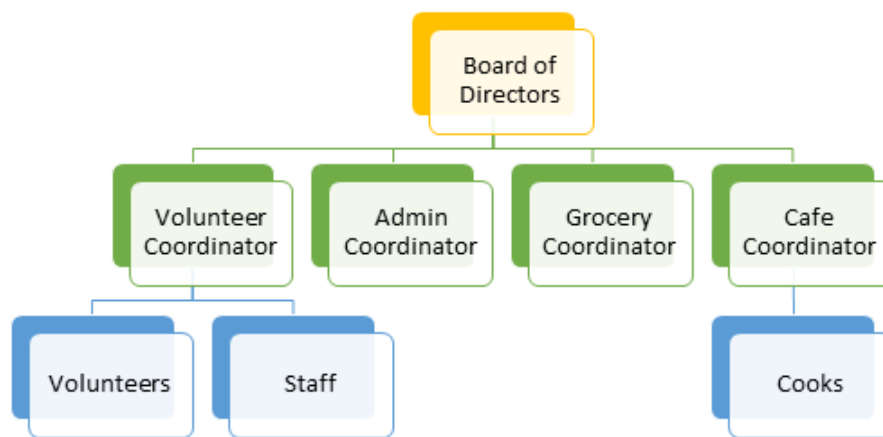 Board of
Directors
Volunteer
Coordinator
Admin
Coordinator
Grocery
Coordinator
Cafe
Coordinator
Volunteers
Staff
Cooks